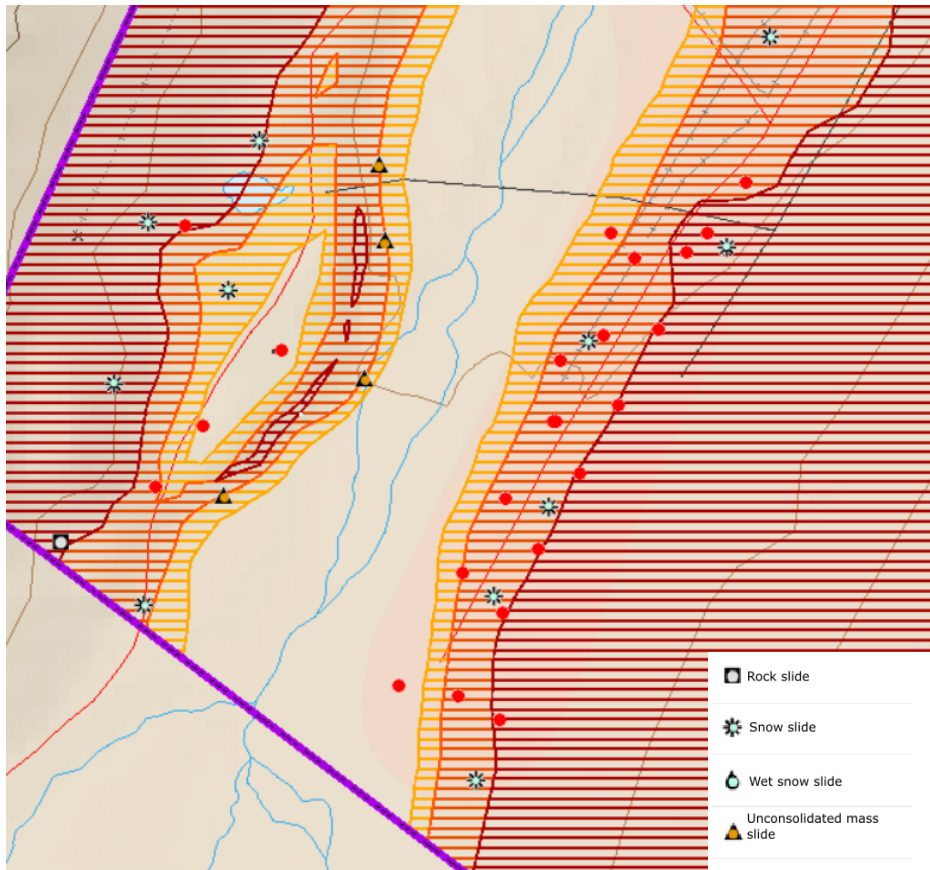 Rock slide
Snow slide
Wet snow slide
Unconsolidated mass
slide